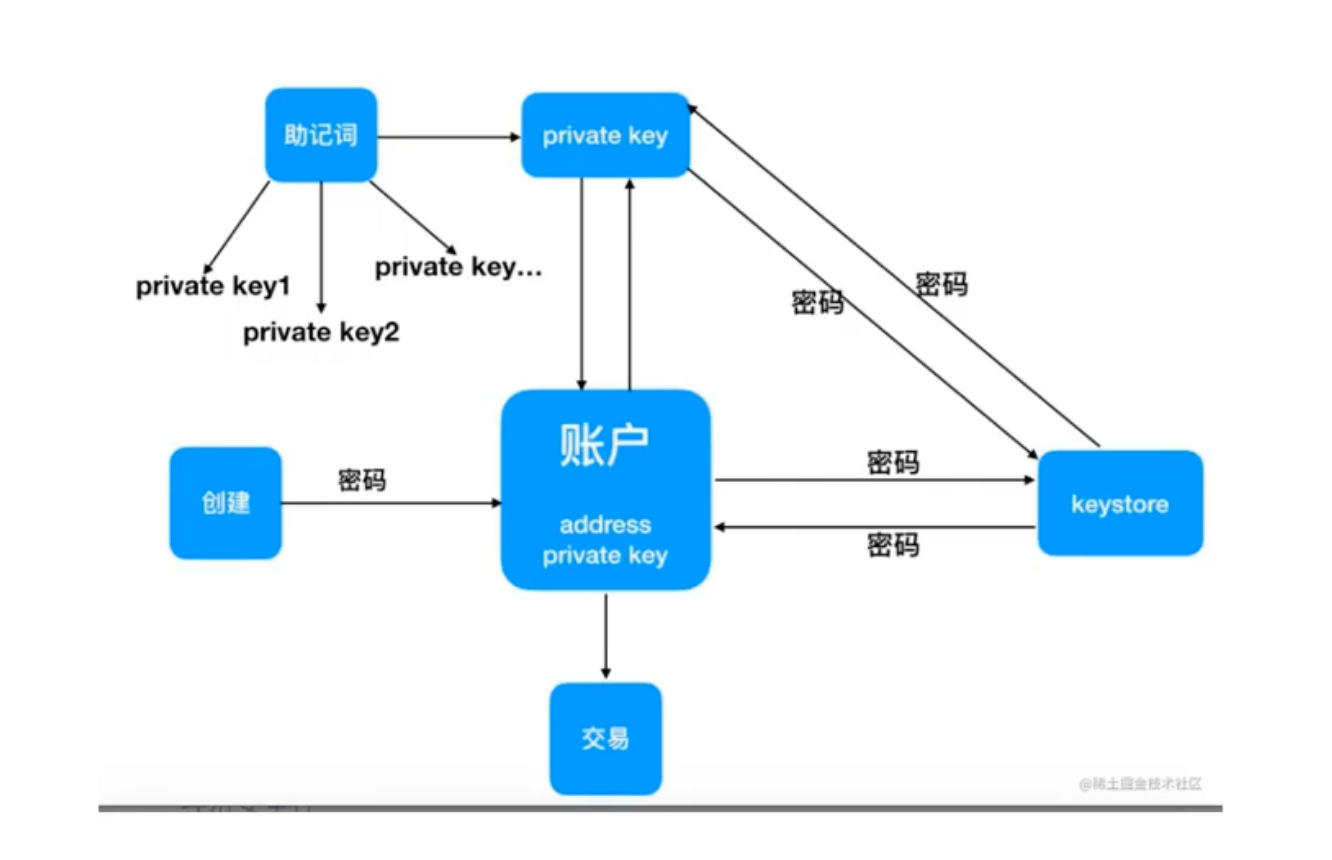 助记词
private key
private key1
private key2
private key…
密码
密码
创建
密码
账户
address
private key
密码
密码
keystore
交易
@稀土掘金技术社区